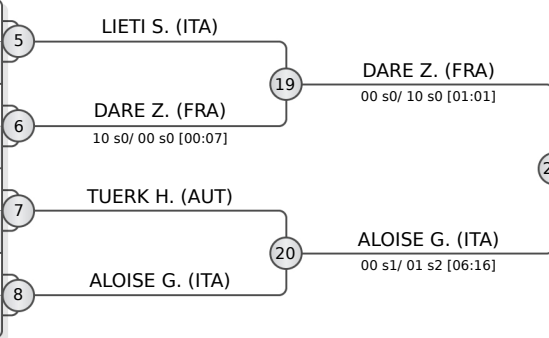 5
LIETI S. (ITA)
19
DARE Z. (FRA)
00 s0/ 10 s0 [01:01]
6
DARE Z. (FRA)
10 s0/ 00 s0 [00:07]
7
TUERK H. (AUT)
20
ALOISE G. (ITA)
00 s1/ 01 s2 [06:16]
8
ALOISE G. (ITA)